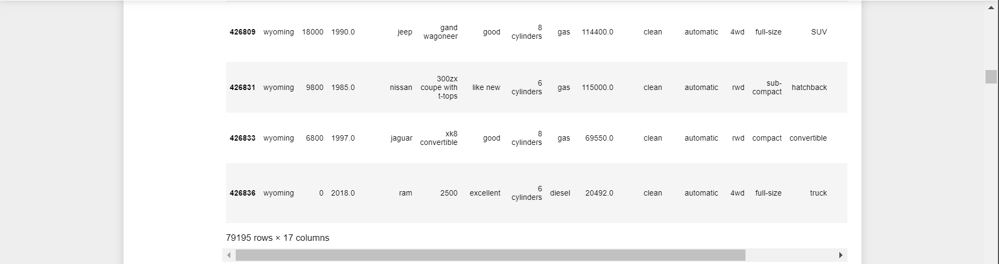 426809 wyoming 18000 1990.0 jeep gand wagoneer good 8 cylinders gas 114400.0 clean automatic 4wd full-size SUV
426831 wyoming 9800 1985.0 nissan 300zx coupe with t-tops like new 6 cylinders gas 115000.0 clean automatic rwd sub-compact hatchback
426833 wyoming 6800 1997.0 jaguar xk8 convertible good 8 cylinders gas 69550.0 clean automatic rwd compact convertible
426836 wyoming 0 2018.0 ram 2500 excellent 6 cylinders diesel 20492.0 clean automatic 4wd full-size truck
79195 rows × 17 columns